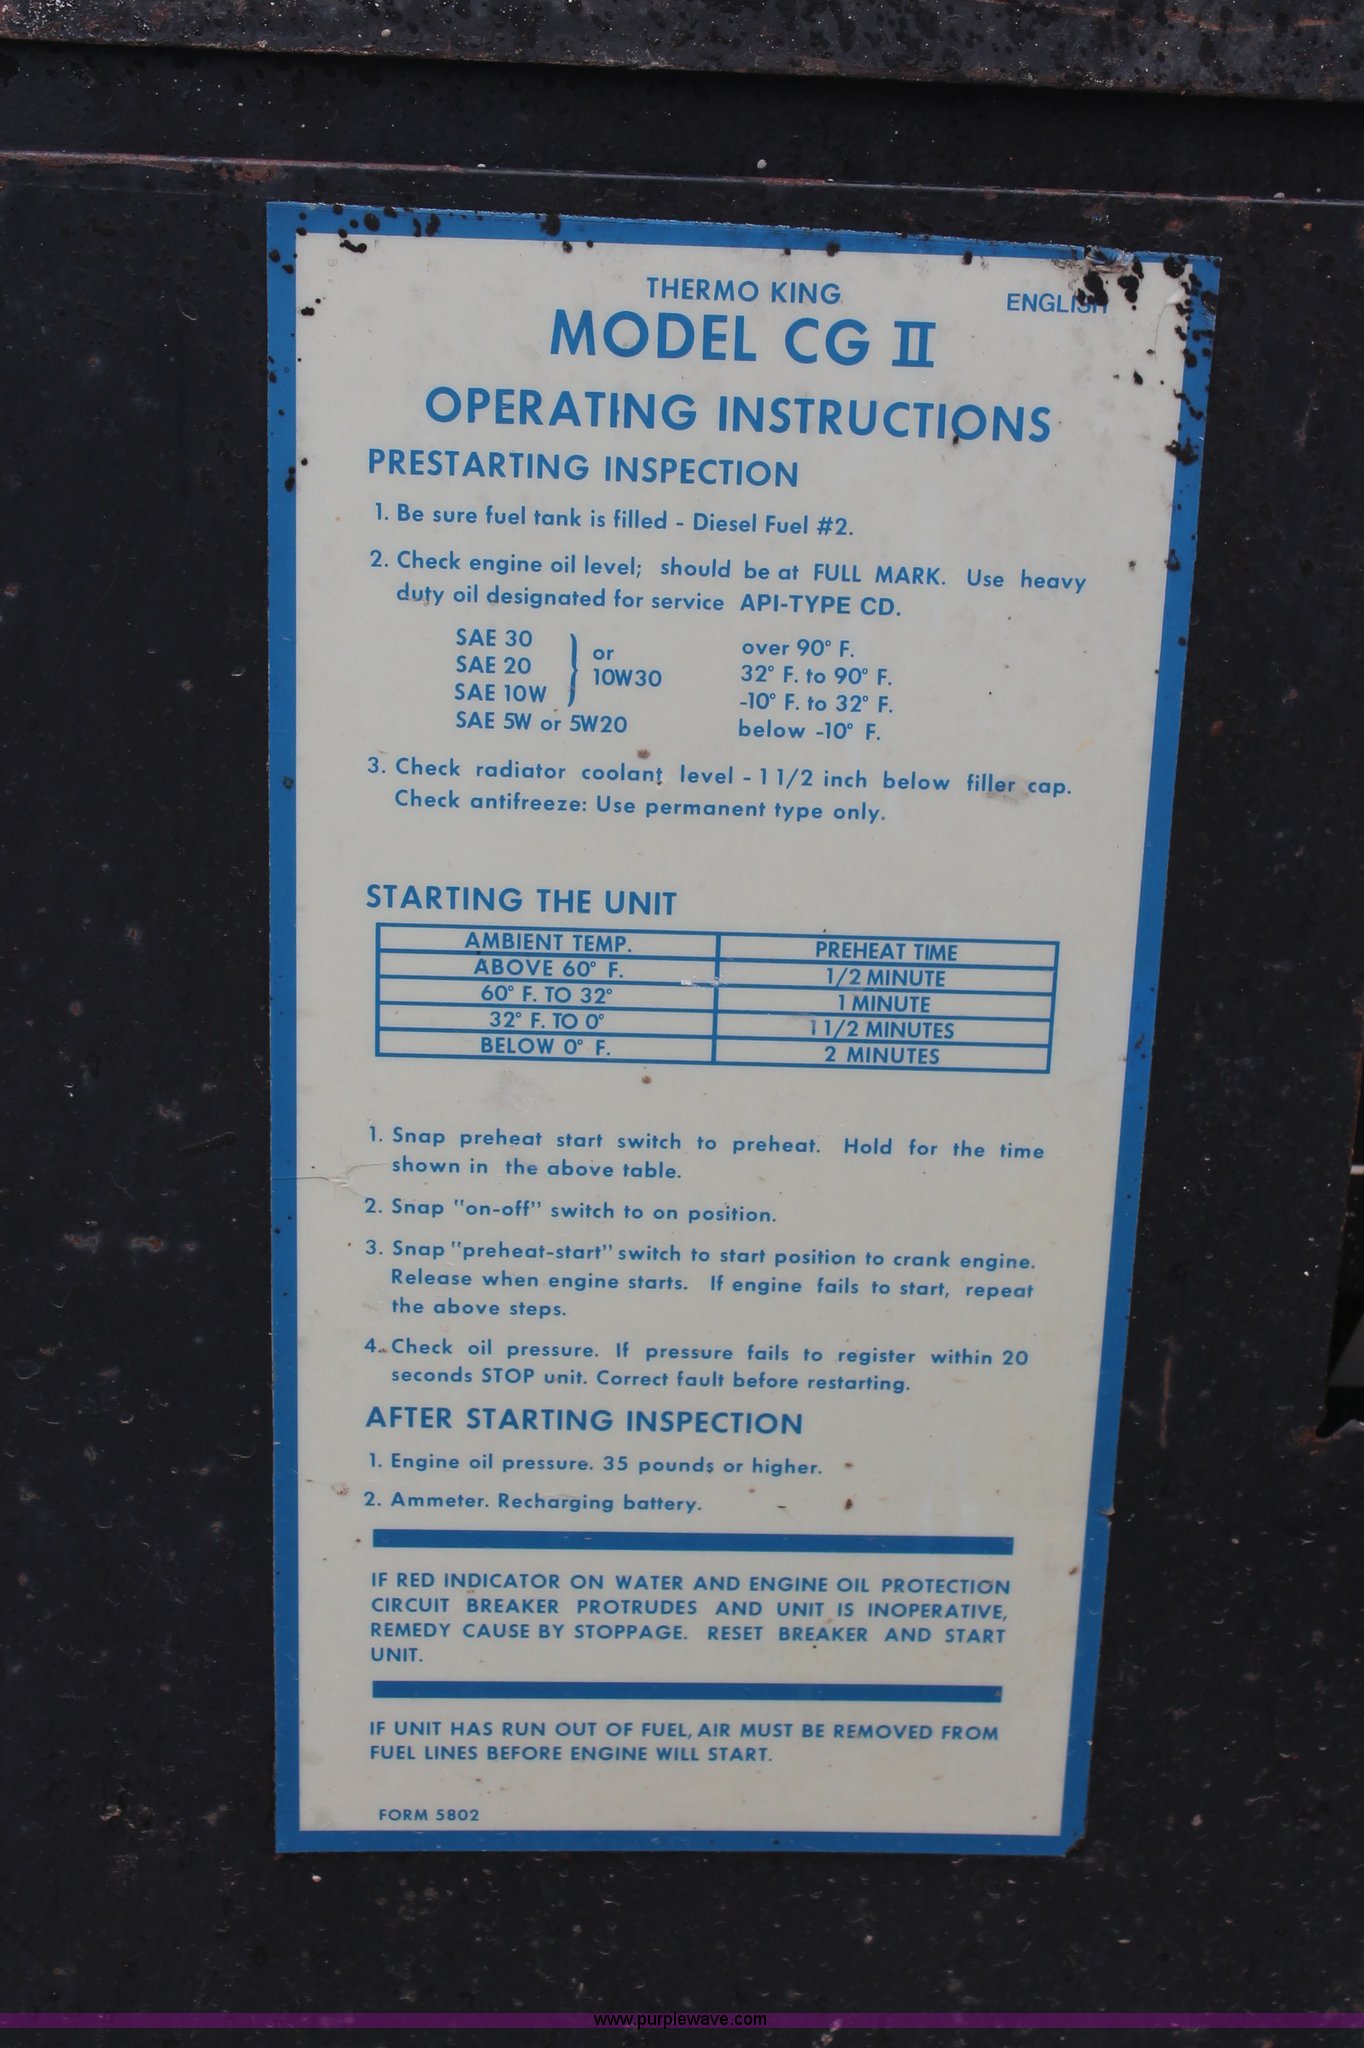 THERMO KING
ENGLISH
MODEL CG II
OPERATING INSTRUCTIONS
PRESTARTING INSPECTION
1. Be sure fuel tank is filled - Diesel Fuel #2.
2. Check engine oil level; should be at FULL MARK. Use heavy
duty oil designated for service API-TYPE CD.
SAE 30 over 90° F.
or
SAE 20 32° F. to 90° F.
10W30
SAE 10W -10° F. to 32° F.
SAE 5W or 5W20 below -10° F.
3. Check radiator coolant level - 1 1/2 inch below filler cap.
Check antifreeze: Use permanent type only.
STARTING THE UNIT
AMBIENT TEMP. PREHEAT TIME
ABOVE 60° F. 1/2 MINUTE
60° F. TO 32° 1 MINUTE
32° F. TO 0° 1 1/2 MINUTES
BELOW 0° F. 2 MINUTES
1. Snap preheat start switch to preheat. Hold for the time
shown in the above table.
2. Snap "on-off" switch to on position.
3. Snap "preheat-start" switch to start position to crank engine.
Release when engine starts. If engine fails to start, repeat
the above steps.
4. Check oil pressure. If pressure fails to register within 20
seconds STOP unit. Correct fault before restarting.
AFTER STARTING INSPECTION
1. Engine oil pressure. 35 pounds or higher.
2. Ammeter. Recharging battery.
IF RED INDICATOR ON WATER AND ENGINE OIL PROTECTION
CIRCUIT BREAKER PROTRUDES AND UNIT IS INOPERATIVE,
REMEDY CAUSE BY STOPPAGE. RESET BREAKER AND START
UNIT.
IF UNIT HAS RUN OUT OF FUEL, AIR MUST BE REMOVED FROM
FUEL LINES BEFORE ENGINE WILL START.
FORM 5802
www.purplewave.com